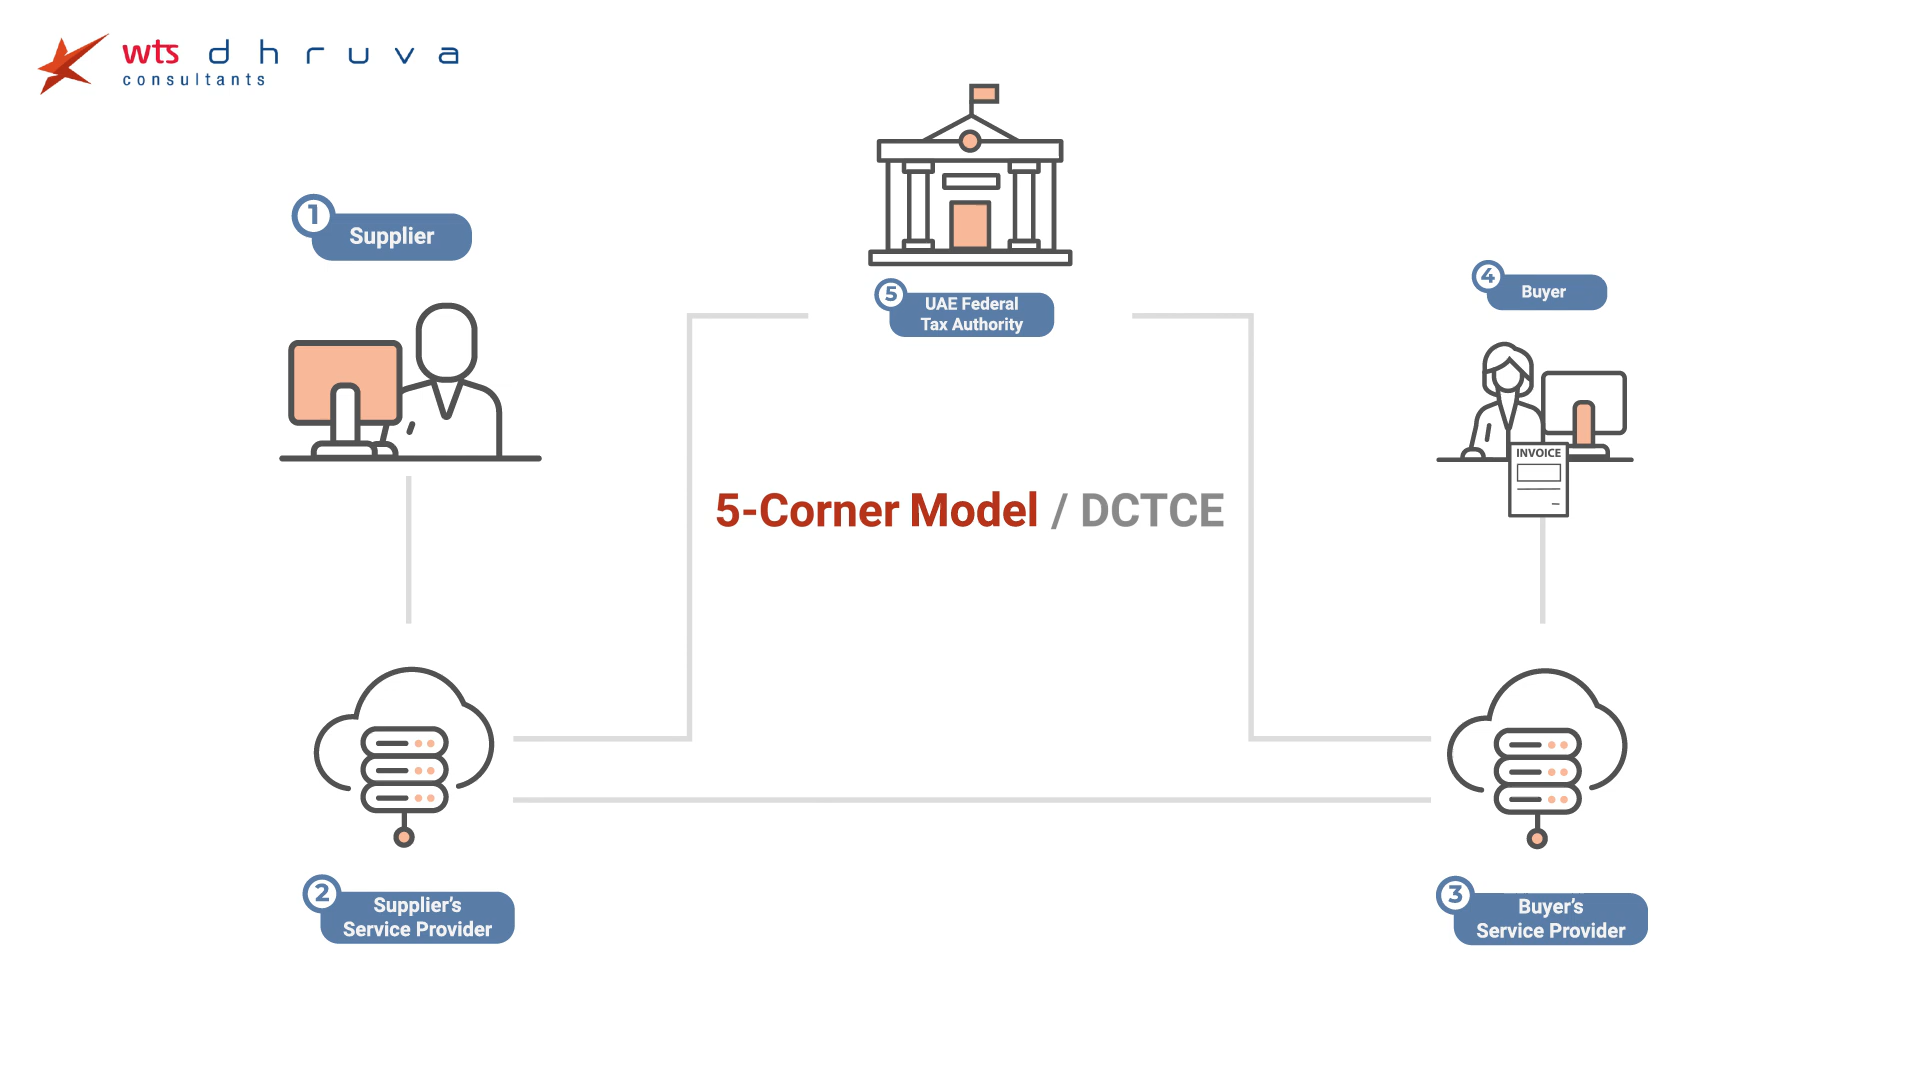 wts dhruva
consultants
1
Supplier
5
UAE Federal
Tax Authority
4
Buyer
INVOICE
5-Corner Model / DCTCE
2
Supplier's
Service Provider
3
Buyer's
Service Provider